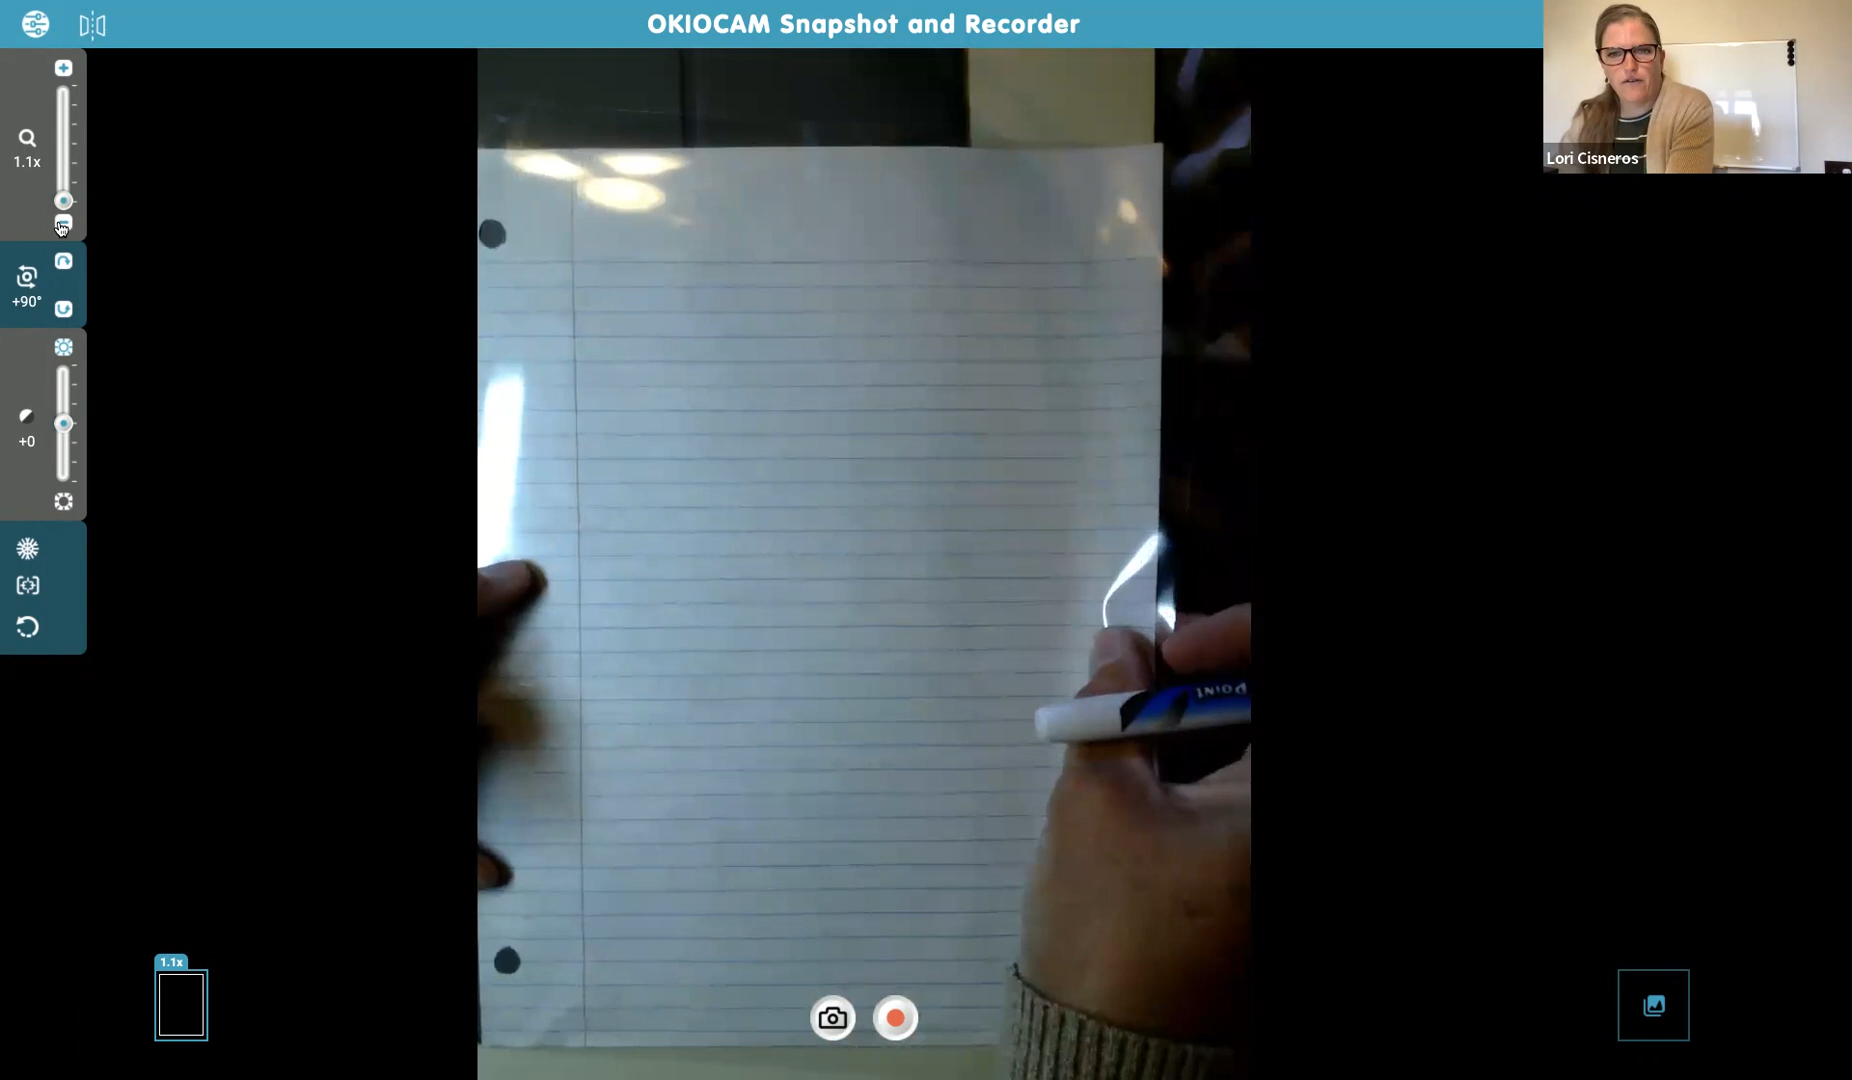 OKIOCAM Snapshot and Recorder
1.1x
+90°
+0
1.1x
Lori Cisneros
POINT